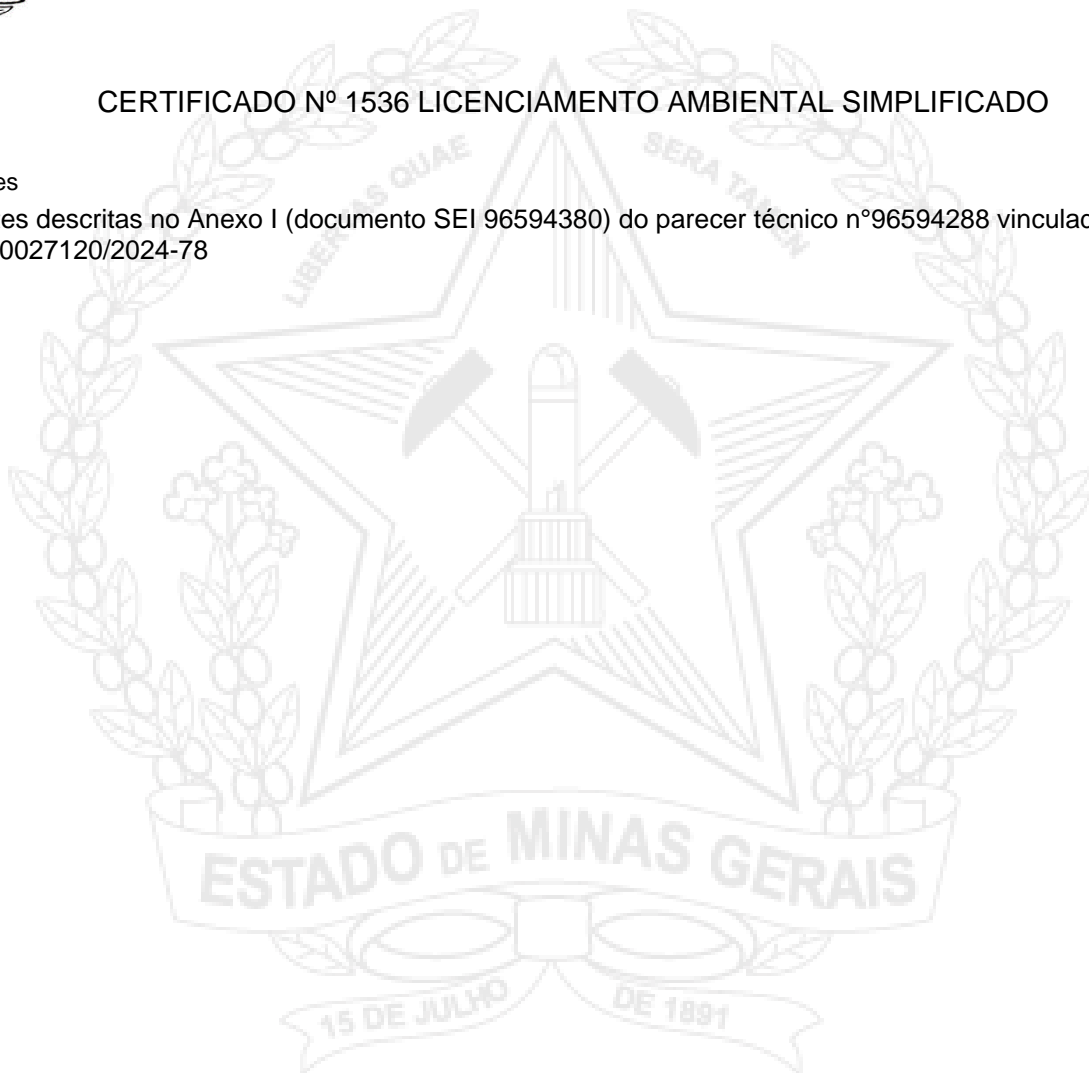 CERTIFICADO Nº 1536 LICENCIAMENTO AMBIENTAL SIMPLIFICADO
LIBERTAS QUAE SERA TAMEN
es
es descritas no Anexo I (documento SEI 96594380) do parecer técnico n°96594288 vinculad
0027120/2024-78
ESTADO DE MINAS GERAIS
15 DE JULHO DE 1891